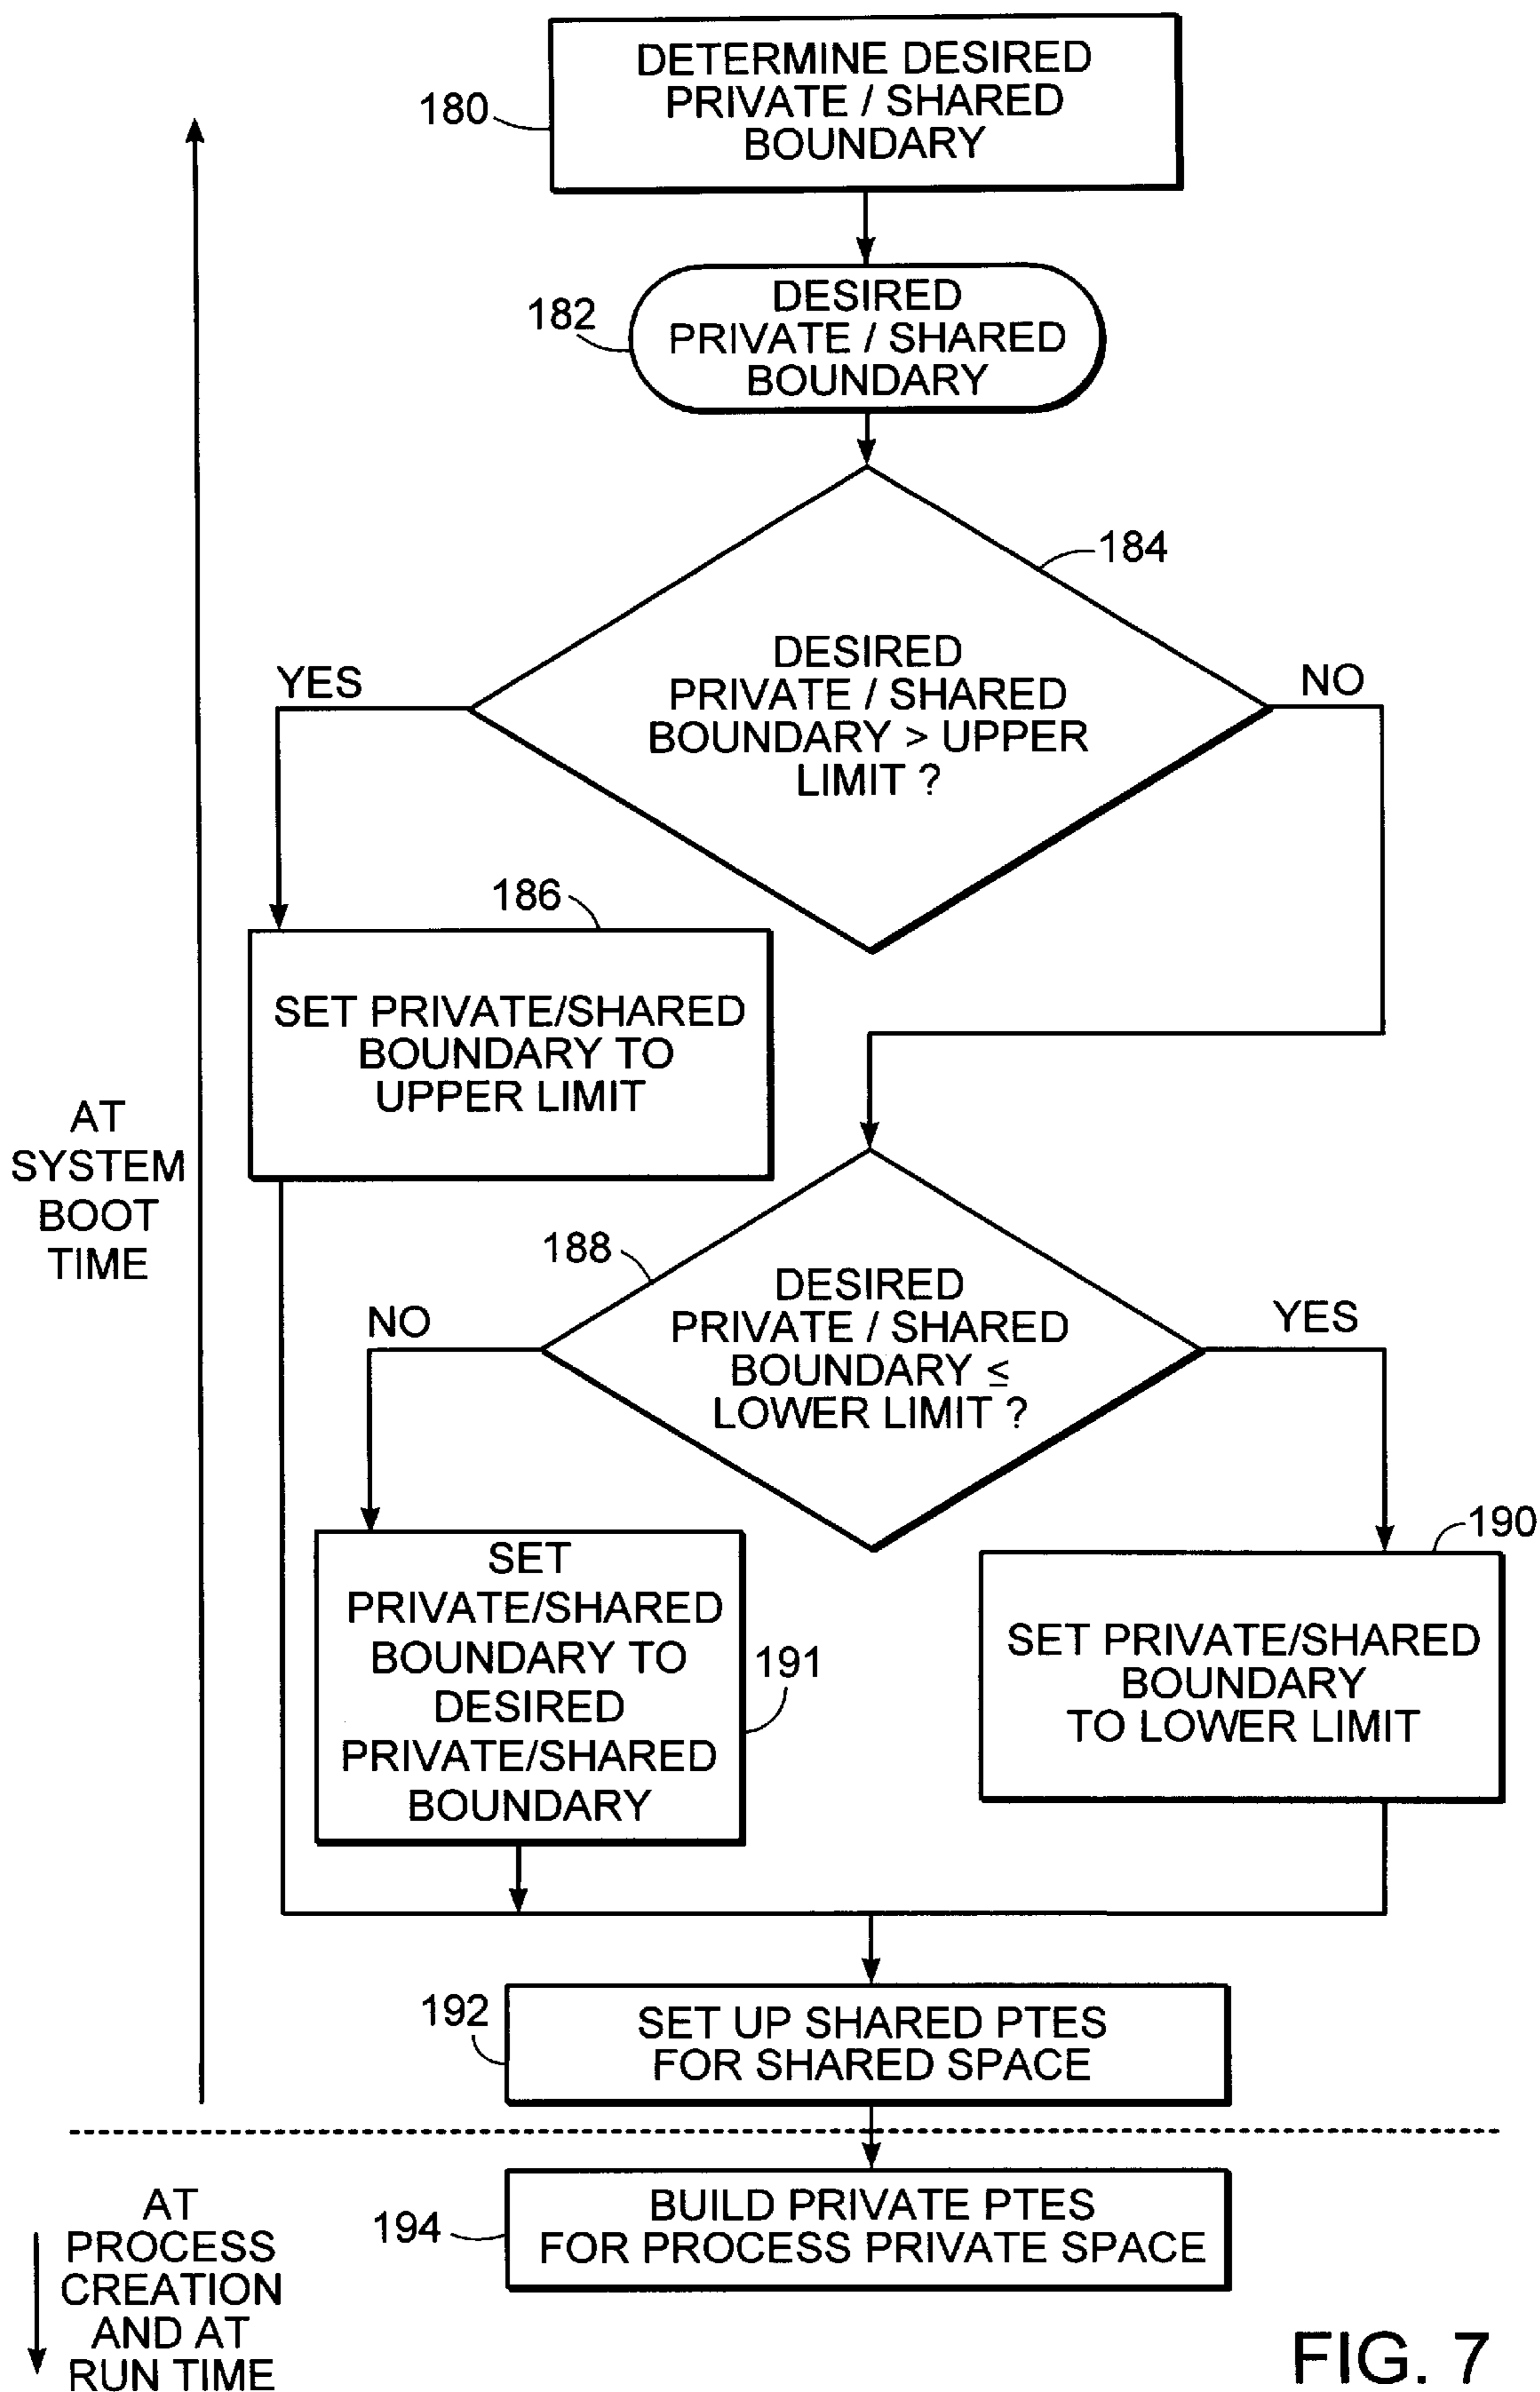 DETERMINE DESIRED
PRIVATE / SHARED
BOUNDARY
180
DESIRED
PRIVATE / SHARED
BOUNDARY
182
184
DESIRED
PRIVATE / SHARED
BOUNDARY > UPPER
LIMIT ?
YES
NO
186
SET PRIVATE/SHARED
BOUNDARY TO
UPPER LIMIT
AT
SYSTEM
BOOT
TIME
188
DESIRED
PRIVATE / SHARED
BOUNDARY ≤
LOWER LIMIT ?
NO
YES
190
SET
PRIVATE/SHARED
BOUNDARY TO
DESIRED
PRIVATE/SHARED
BOUNDARY
191
SET PRIVATE/SHARED
BOUNDARY
TO LOWER LIMIT
192
SET UP SHARED PTES
FOR SHARED SPACE
194
BUILD PRIVATE PTES
FOR PROCESS PRIVATE SPACE
AT
PROCESS
CREATION
AND AT
RUN TIME
FIG. 7